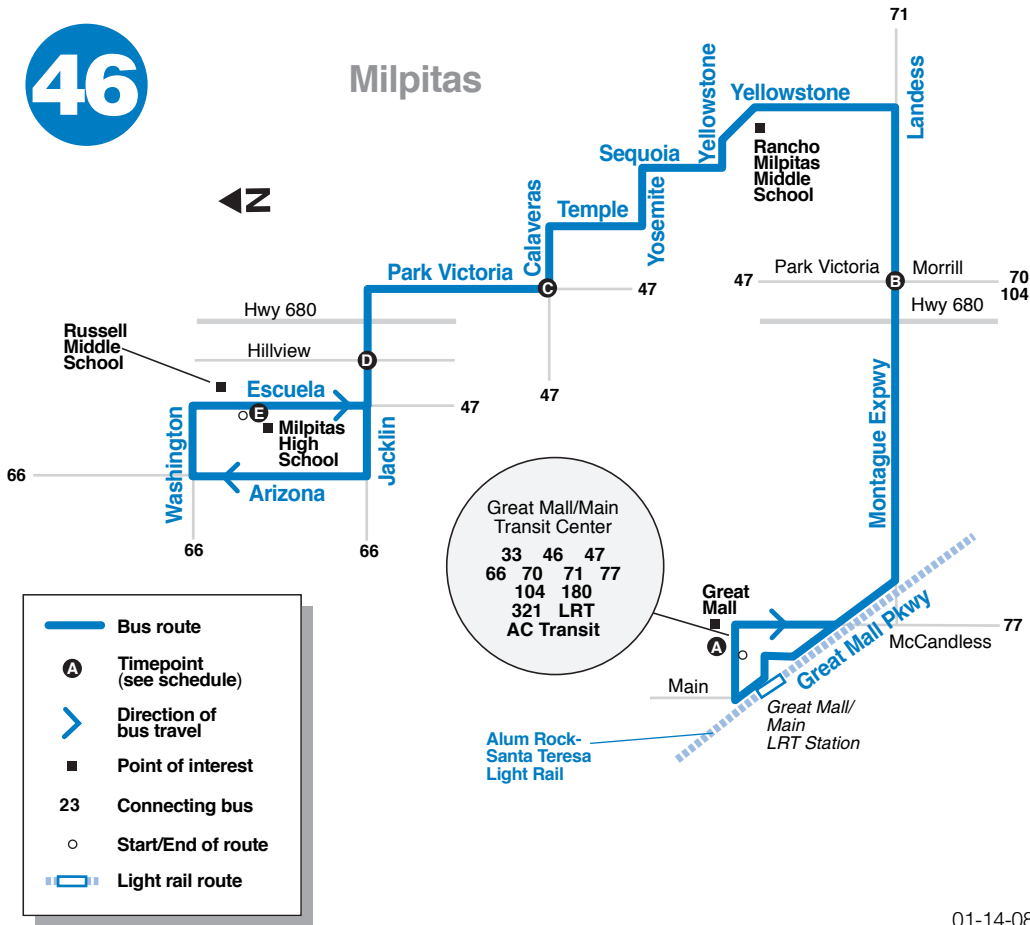 46
Milpitas
71
Yellowstone
Yellowstone
Landess
Rancho
Milpitas
Middle
School
Sequoia
Yosemite
Temple
Calaveras
N
Park Victoria
47
47
Park Victoria
Morrill
47
B
70
104
Hwy 680
C
Hwy 680
Hillview
D
Russell
Middle
School
Escuela
E
47
Milpitas
High
School
Washington
Jacklin
Arizona
66
66
66
Montague Expwy
Great Mall/Main
Transit Center
33 46 47
66 70 71 77
104 180
321 LRT
AC Transit
Great
Mall
A
77
McCandless
Great Mall Pkwy
Main
Great Mall/
Main
LRT Station
Alum Rock-
Santa Teresa
Light Rail
Bus route
A
Timepoint
(see schedule)
Direction of
bus travel
Point of interest
23
Connecting bus
Start/End of route
Light rail route